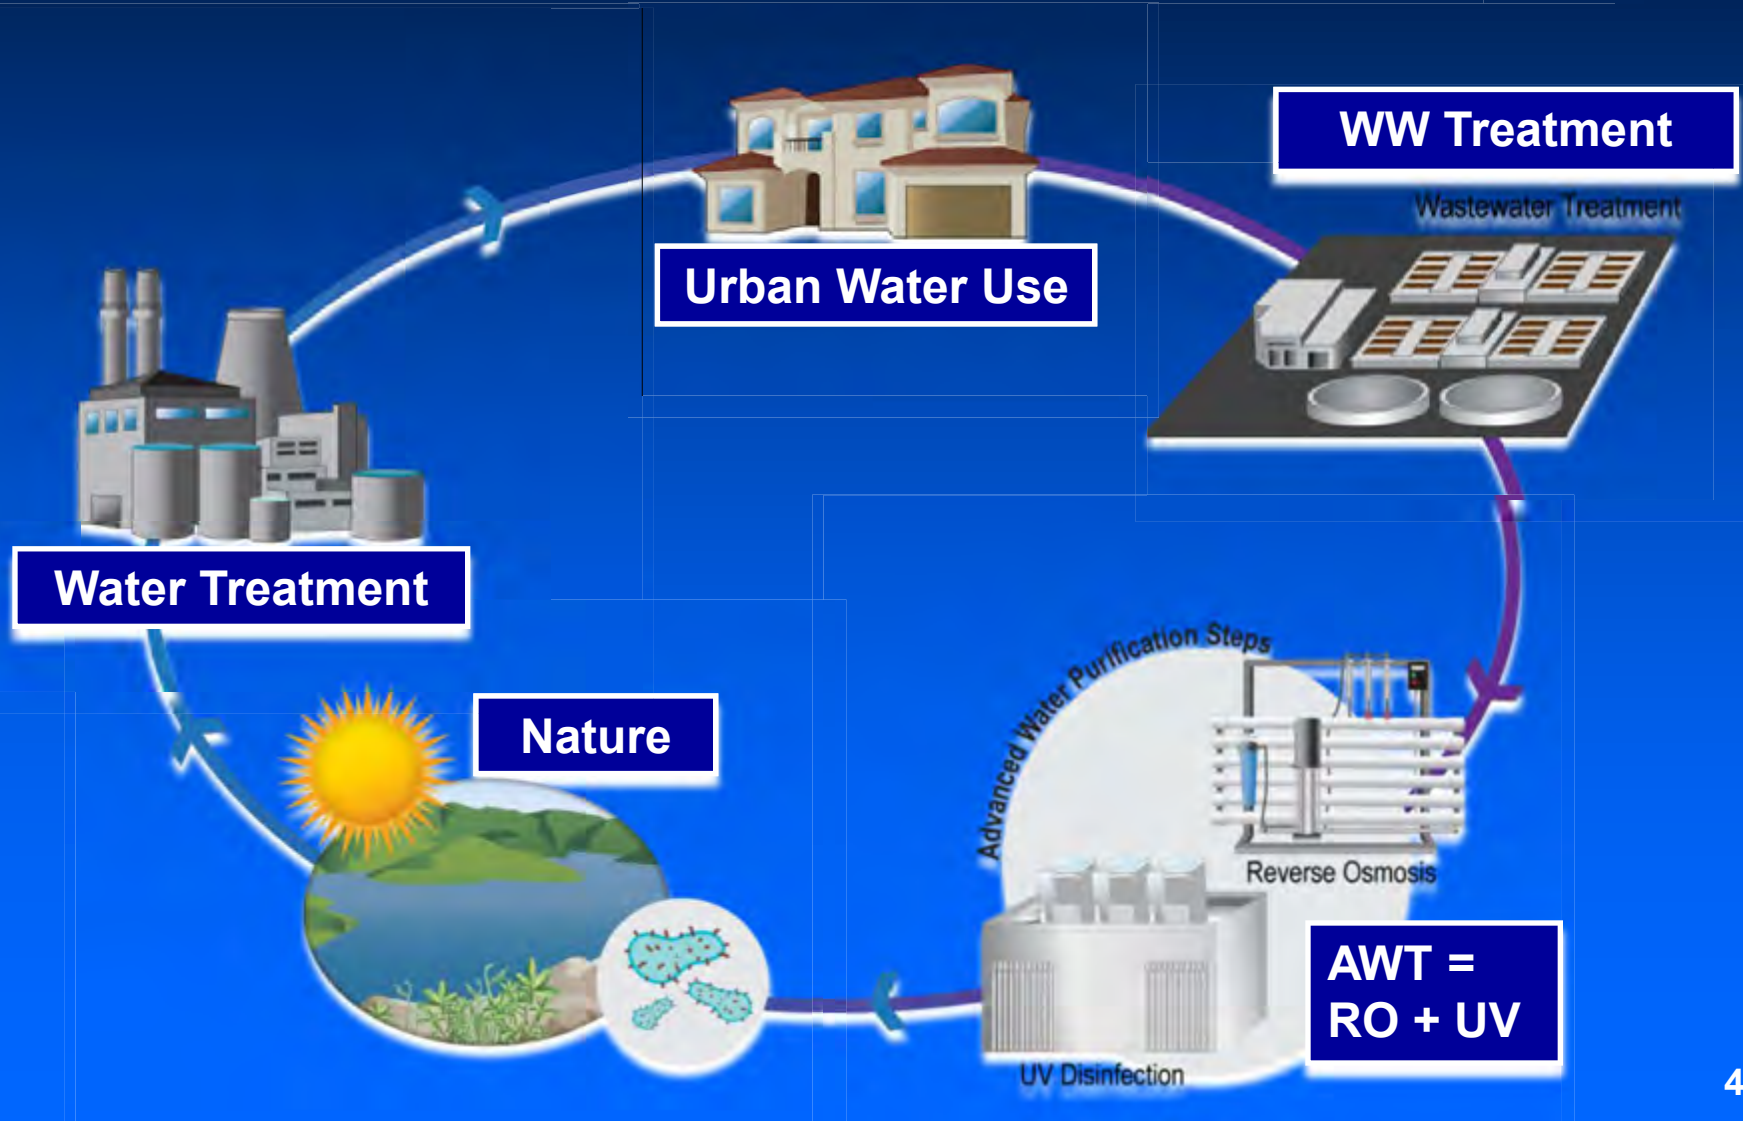 WW Treatment
Wastewater Treatment
Urban Water Use
Water Treatment
Nature
Advanced Water Purification Steps
Reverse Osmosis
AWT =
RO + UV
UV Disinfection
4